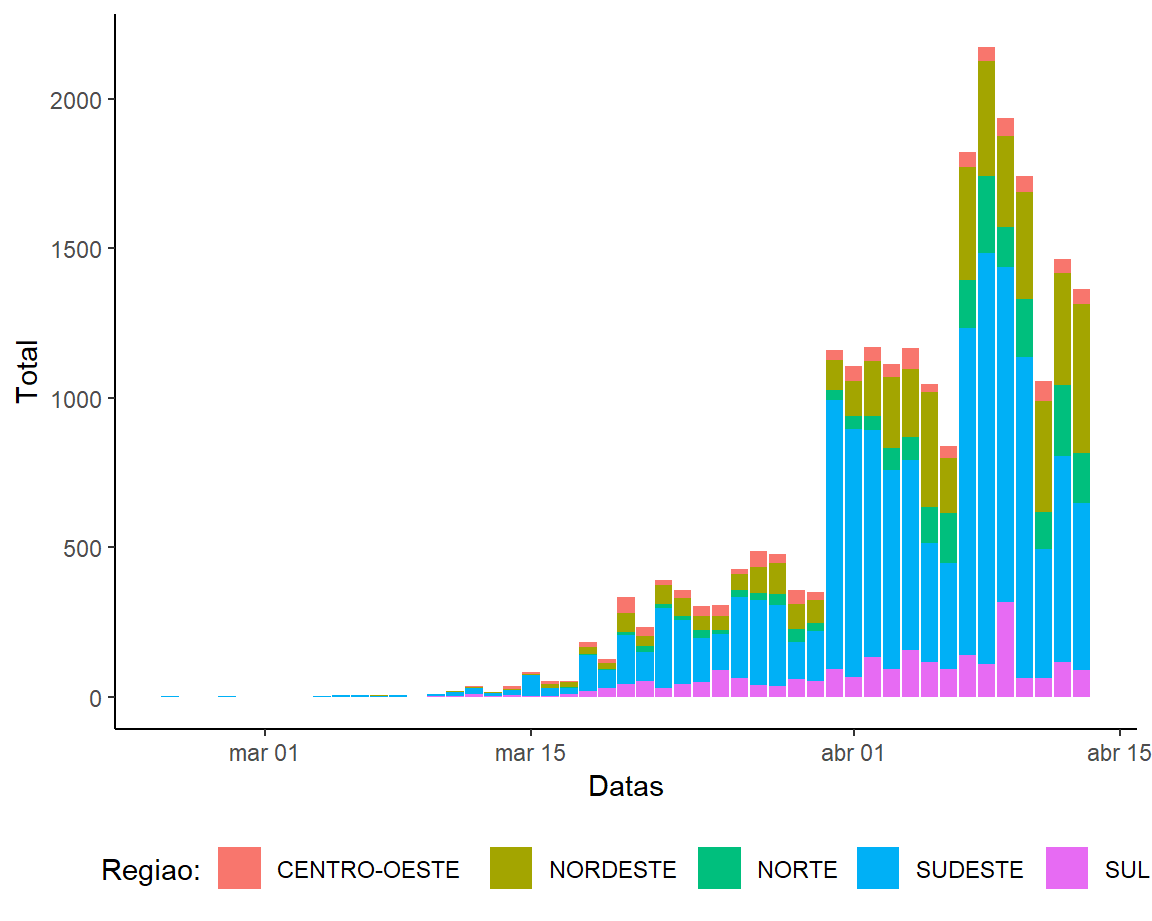 Total
2000
1500
1000
500
0
mar 01 mar 15 abr 01 abr 15
Datas
Regiao: CENTRO-OESTE NORDESTE NORTE SUDESTE SUL